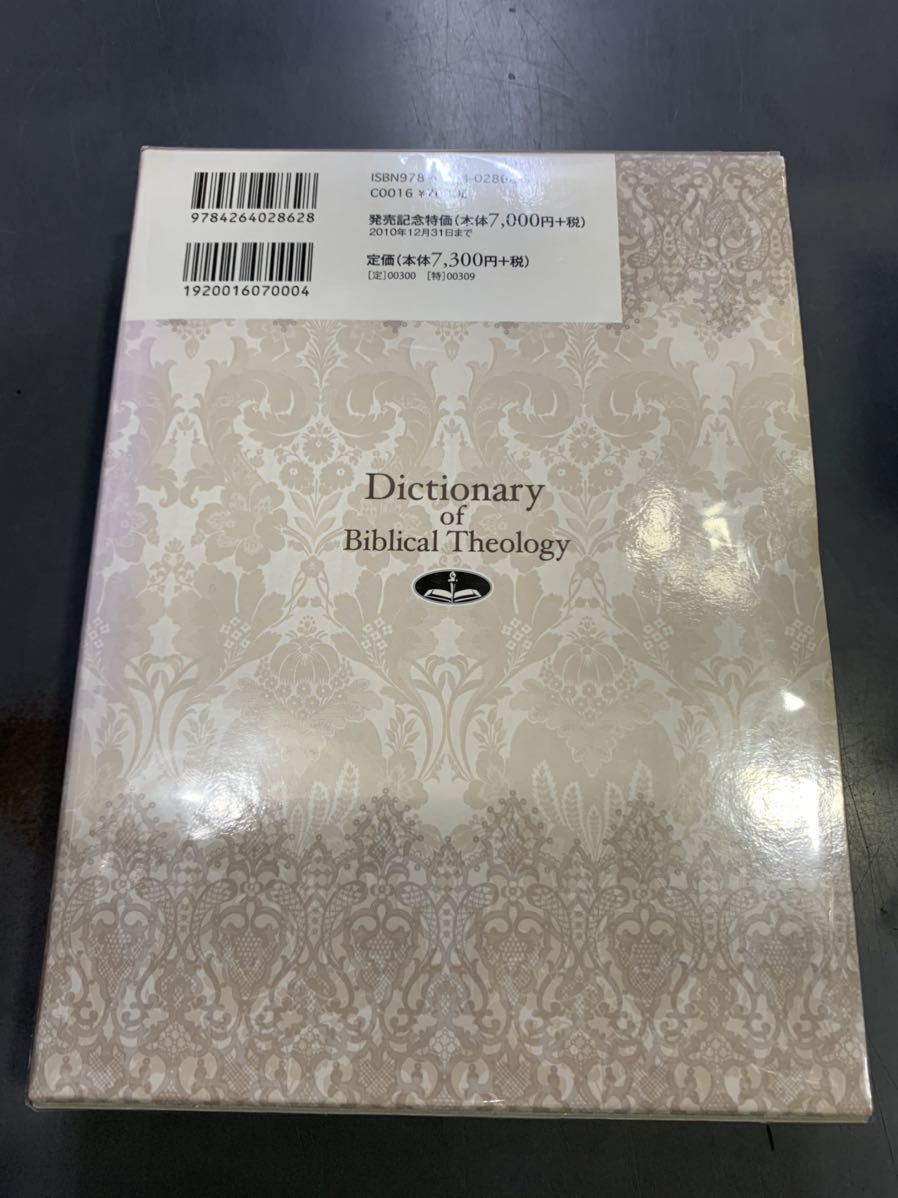 9784264028628
1920016070004
ISBN978
C0016
発売記念特価(本体7,000円+税)
2010年12月31日まで
定価(本体7,300円+税)
[定]00300 [特]00309
Dictionary
of
Biblical Theology